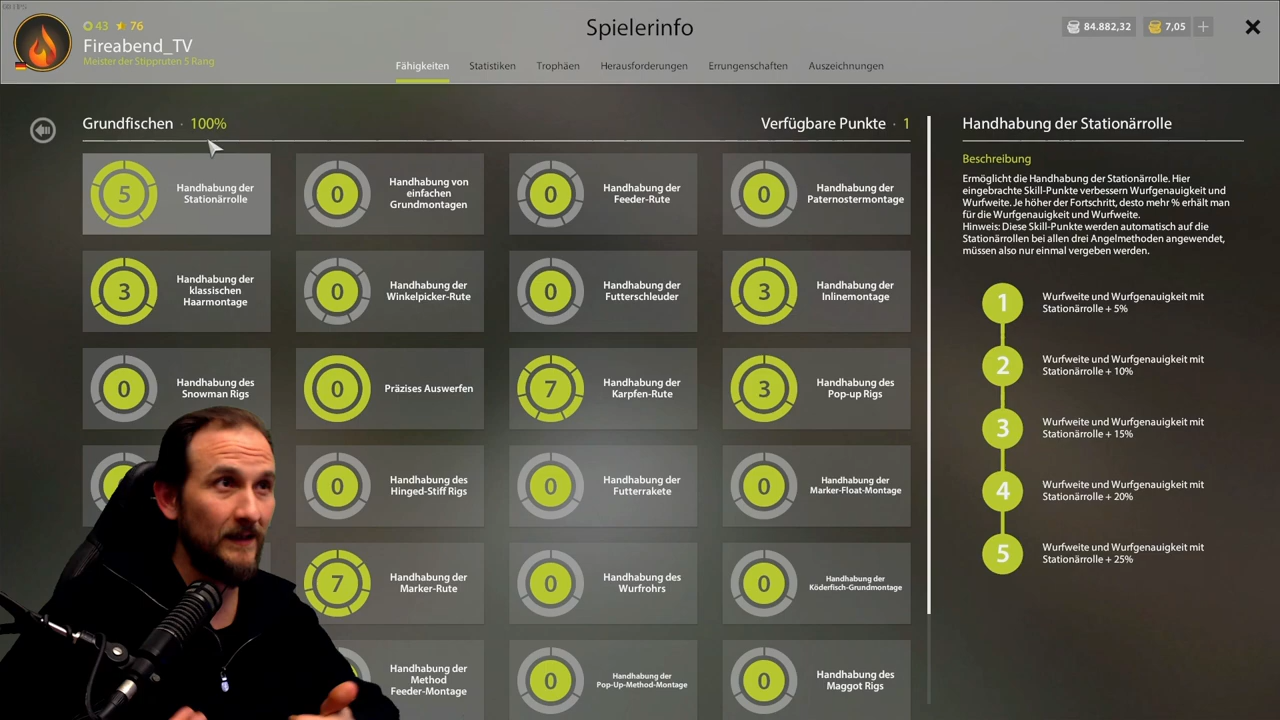 60 FPS
43 76
Fireabend_TV
Meister der Stippruten 5 Rang
Spielerinfo
84.882,32
7,05
Fähigkeiten
Statistiken
Trophäen
Herausforderungen
Errungenschaften
Auszeichnungen
Grundfischen · 100%
Verfügbare Punkte · 1
5
Handhabung der
Stationärrolle
0
Handhabung von
einfachen
Grundmontagen
0
Handhabung der
Feeder-Rute
0
Handhabung der
Paternostermontage
3
Handhabung der
klassischen
Haarmontage
0
Handhabung der
Winkelpicker-Rute
0
Handhabung der
Futterschleuder
3
Handhabung der
Inlinemontage
0
Handhabung des
Snowman Rigs
0
Präzises Auswerfen
7
Handhabung der
Karpfen-Rute
3
Handhabung des
Pop-up Rigs
0
Handhabung des
Hinged-Stiff Rigs
0
Handhabung der
Futterrakete
0
Handhabung der
Marker-Float-Montage
7
Handhabung der
Marker-Rute
0
Handhabung des
Wurfrohrs
0
Handhabung der
Köderfisch-Grundmontage
Handhabung der
Method
Feeder-Montage
0
Handhabung der
Pop-Up-Method-Montage
0
Handhabung des
Maggot Rigs
Handhabung der Stationärrolle
Beschreibung
Ermöglicht die Handhabung der Stationärrolle. Hier
eingebrachte Skill-Punkte verbessern Wurfgenauigkeit und
Wurfweite. Je höher der Fortschritt, desto mehr % erhält man
für die Wurfgenauigkeit und Wurfweite.
Hinweis: Diese Skill-Punkte werden automatisch auf die
Stationärrollen bei allen drei Angelmethoden angewendet,
müssen also nur einmal vergeben werden.
1
Wurfweite und Wurfgenauigkeit mit
Stationärrolle + 5%
2
Wurfweite und Wurfgenauigkeit mit
Stationärrolle + 10%
3
Wurfweite und Wurfgenauigkeit mit
Stationärrolle + 15%
4
Wurfweite und Wurfgenauigkeit mit
Stationärrolle + 20%
5
Wurfweite und Wurfgenauigkeit mit
Stationärrolle + 25%